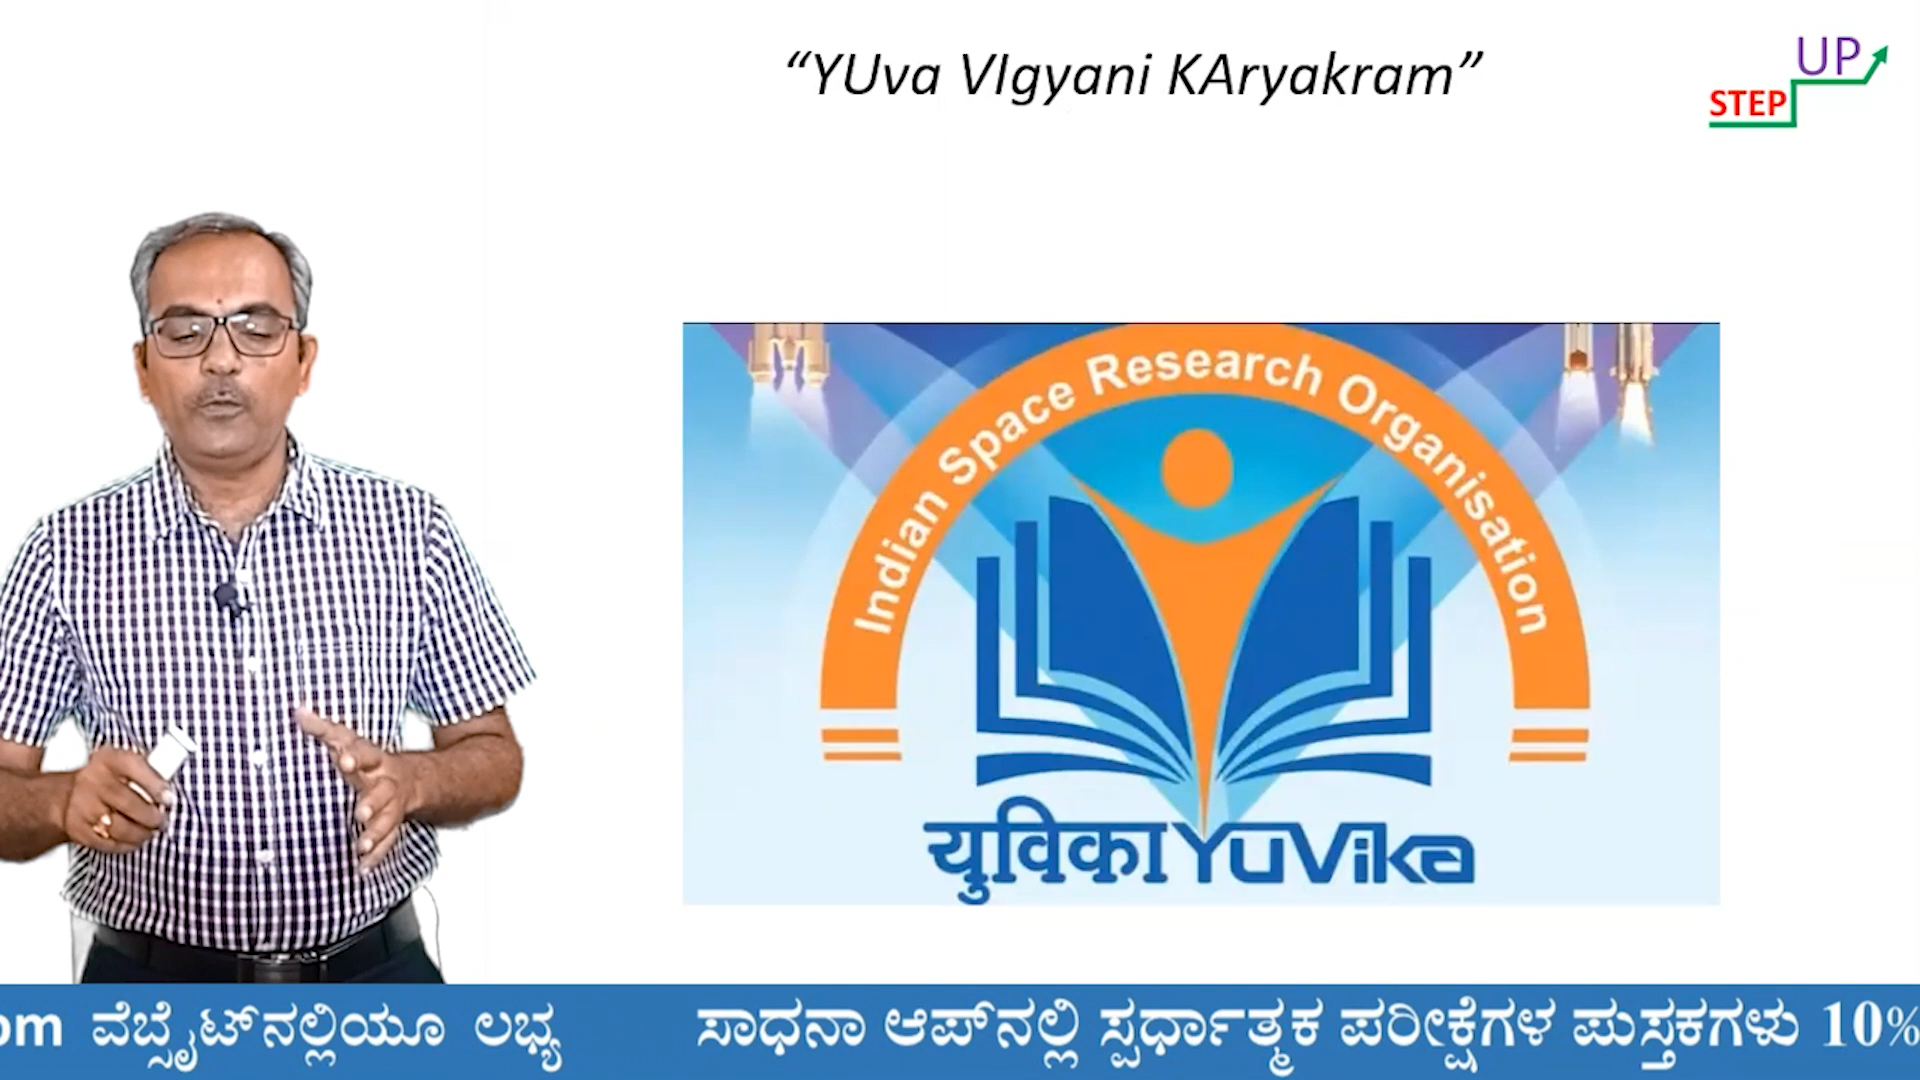 “YUva VIgyani KAryakram”
UP
STEP
Indian Space Research Organisation
युविका YUVika
ವೆಬ್ಸೈಟ್‌ನಲ್ಲಿಯೂ ಲಭ್ಯ ಸಾಧನಾ ಆಪ್‌ನಲ್ಲಿ ಸ್ಪರ್ಧಾತ್ಮಕ ಪರೀಕ್ಷೆಗಳ ಪುಸ್ತಕಗಳು 10%